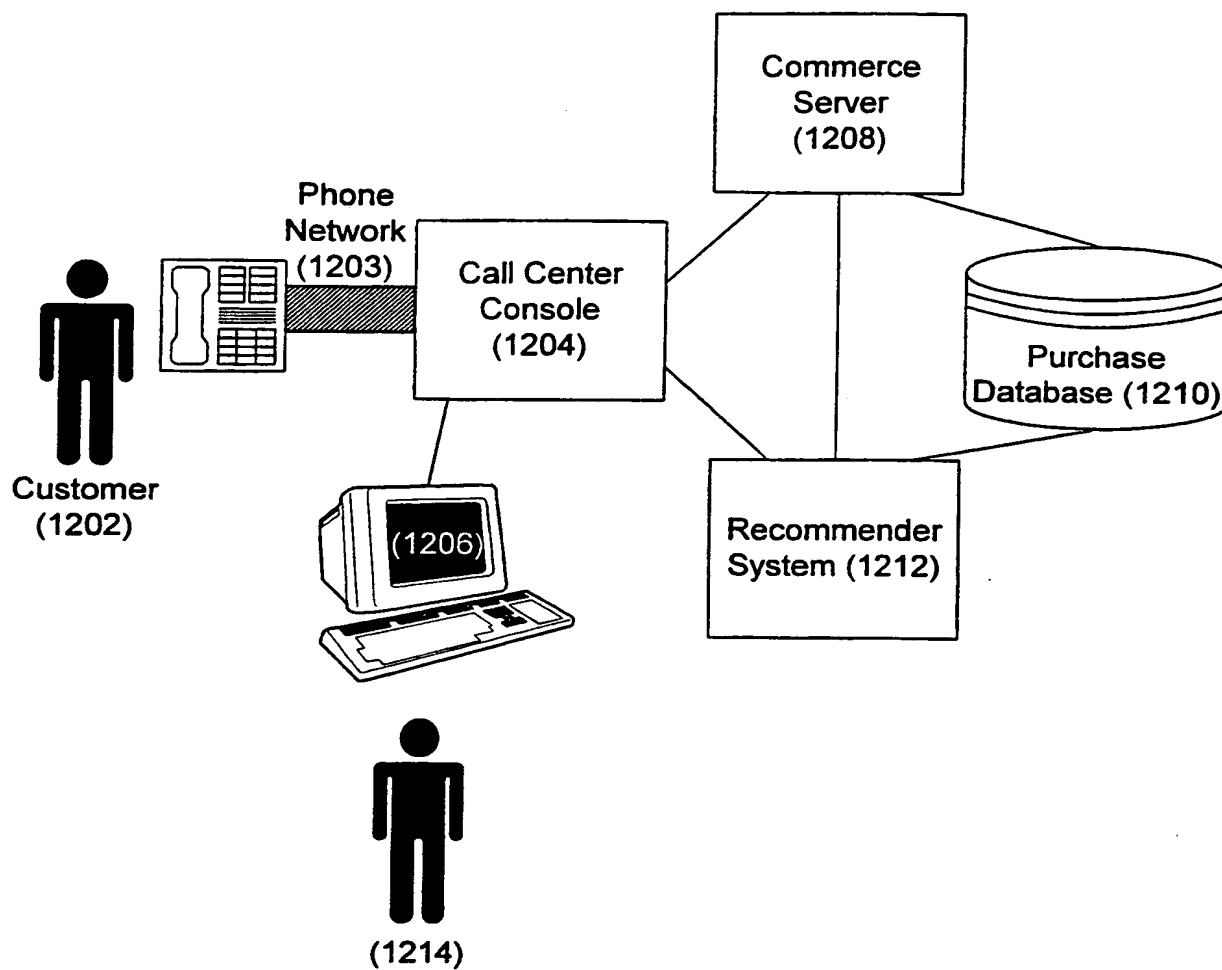 Commerce
Server
(1208)
Phone
Network
(1203)
Call Center
Console
(1204)
Purchase
Database (1210)
Customer
(1202)
(1206)
Recommender
System (1212)
(1214)